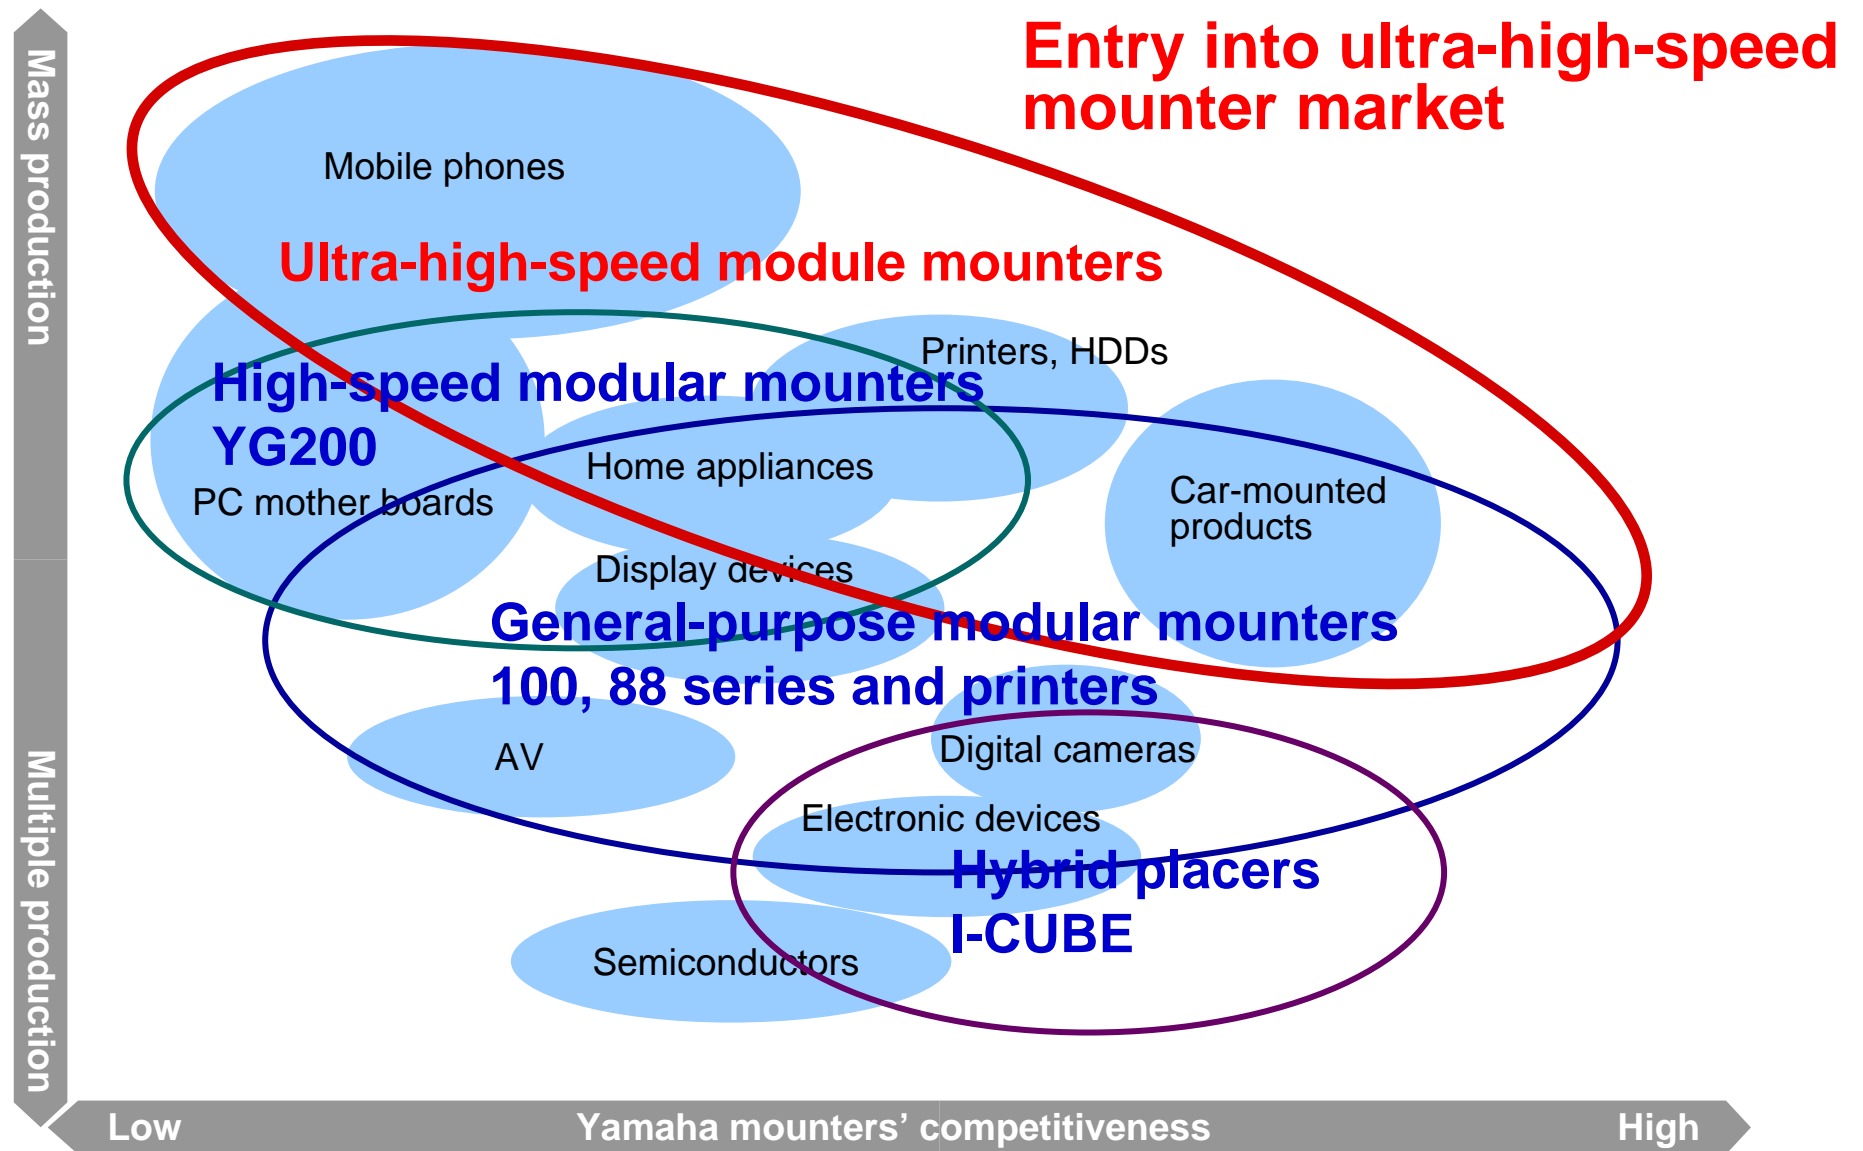 Entry into ultra-high-speed
mounter market
Mass production
Mobile phones
Ultra-high-speed module mounters
Printers, HDDs
High-speed modular mounters
YG200
Home appliances
PC mother boards
Car-mounted
products
Display devices
General-purpose modular mounters
100, 88 series and printers
Multiple production
AV
Digital cameras
Electronic devices
Hybrid placers
I-CUBE
Semiconductors
Low
Yamaha mounters’ competitiveness
High